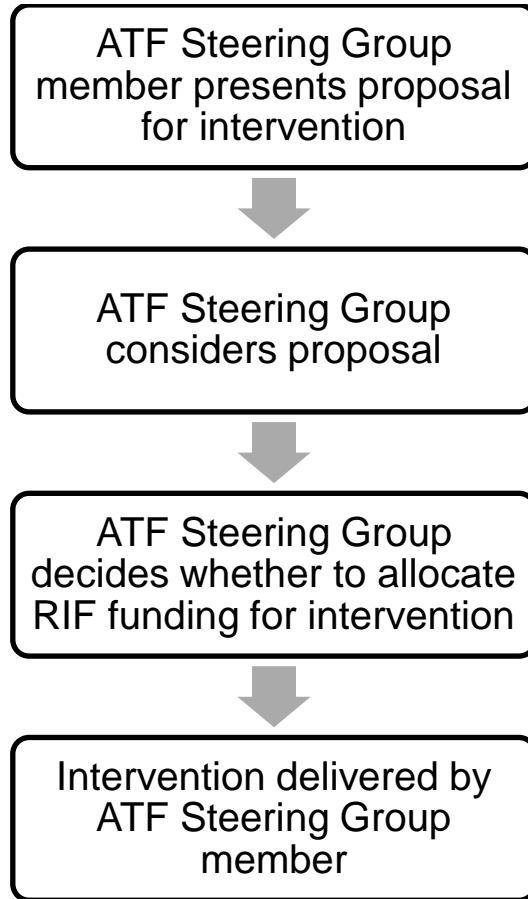 ATF Steering Group
member presents proposal
for intervention
ATF Steering Group
considers proposal
ATF Steering Group
decides whether to allocate
RIF funding for intervention
Intervention delivered by
ATF Steering Group
member